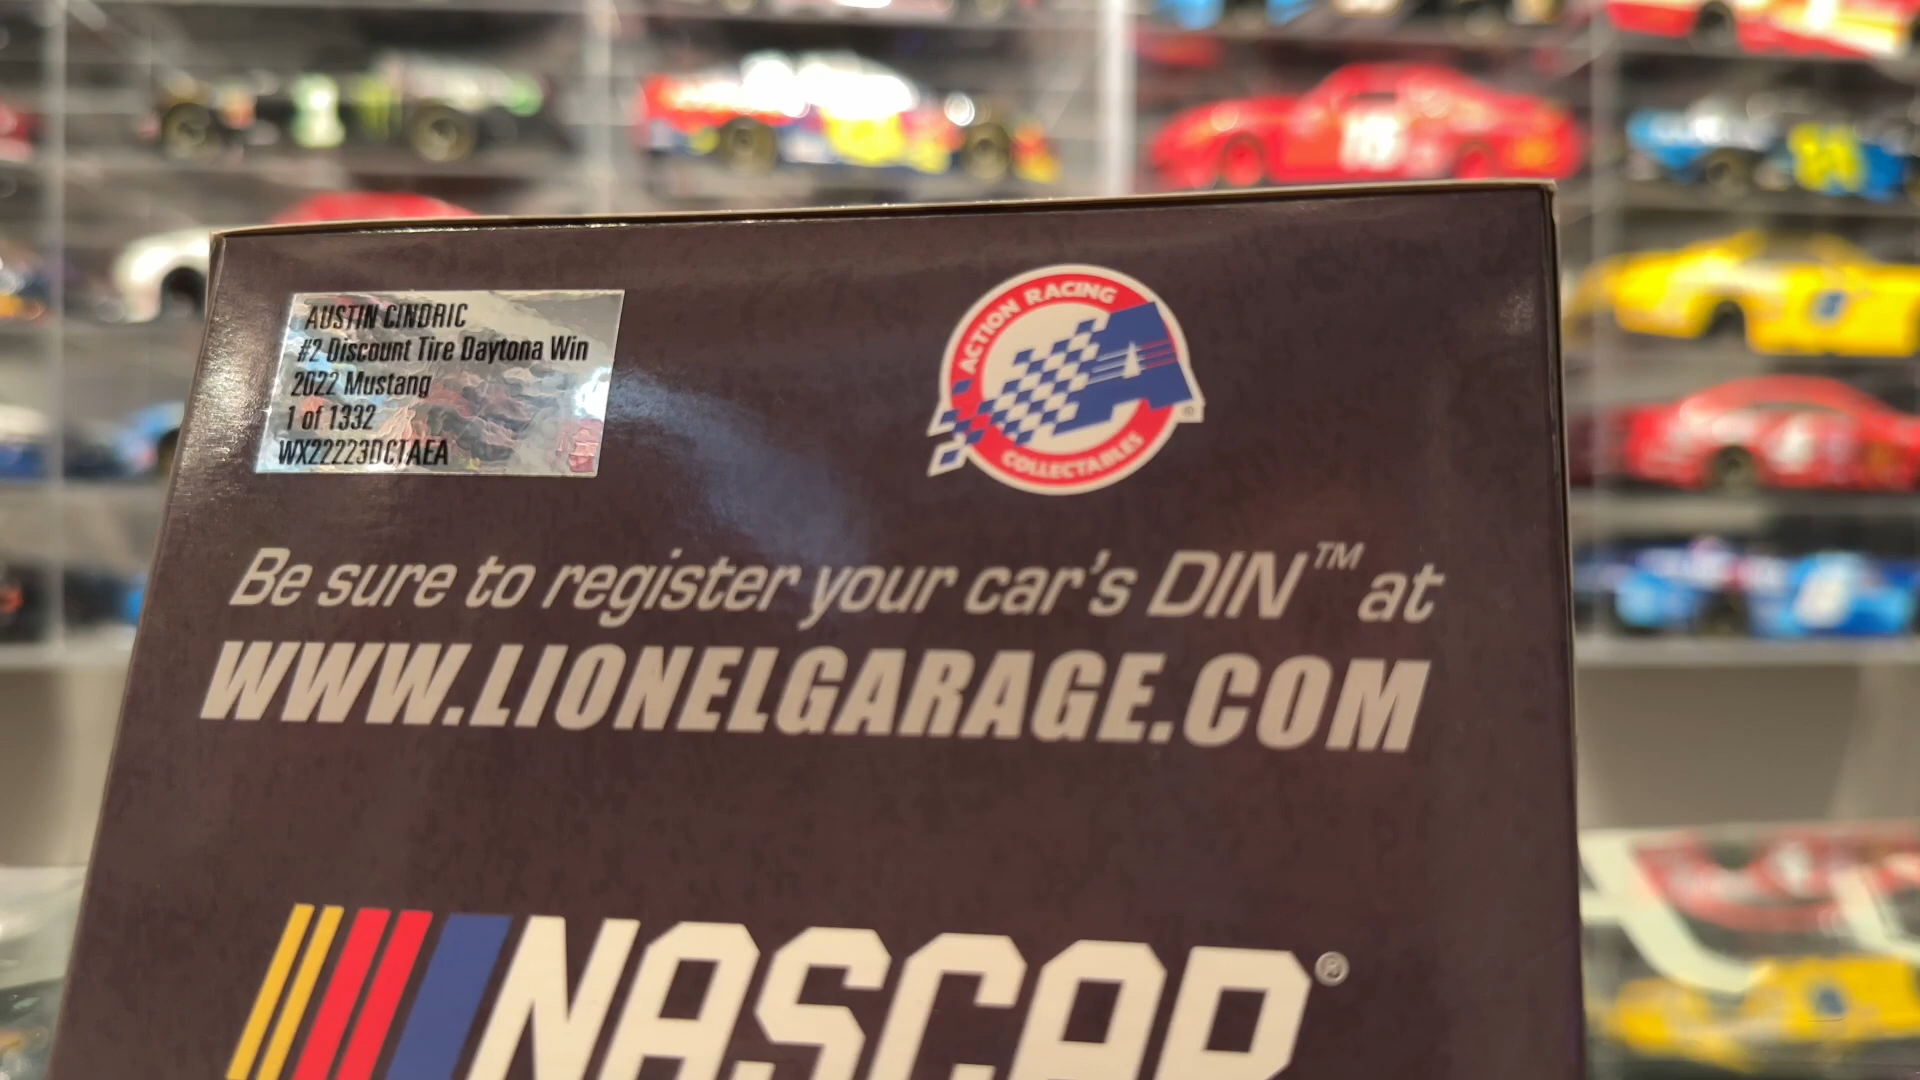 AUSTIN CINDRIC
#2 Discount Tire Daytona Win
2022 Mustang
1 of 1332
WX22223DCTAEA
ACTION RACING
COLLECTABLES
®
Be sure to register your car's DIN™ at
WWW.LIONELGARAGE.COM
NASCAR®